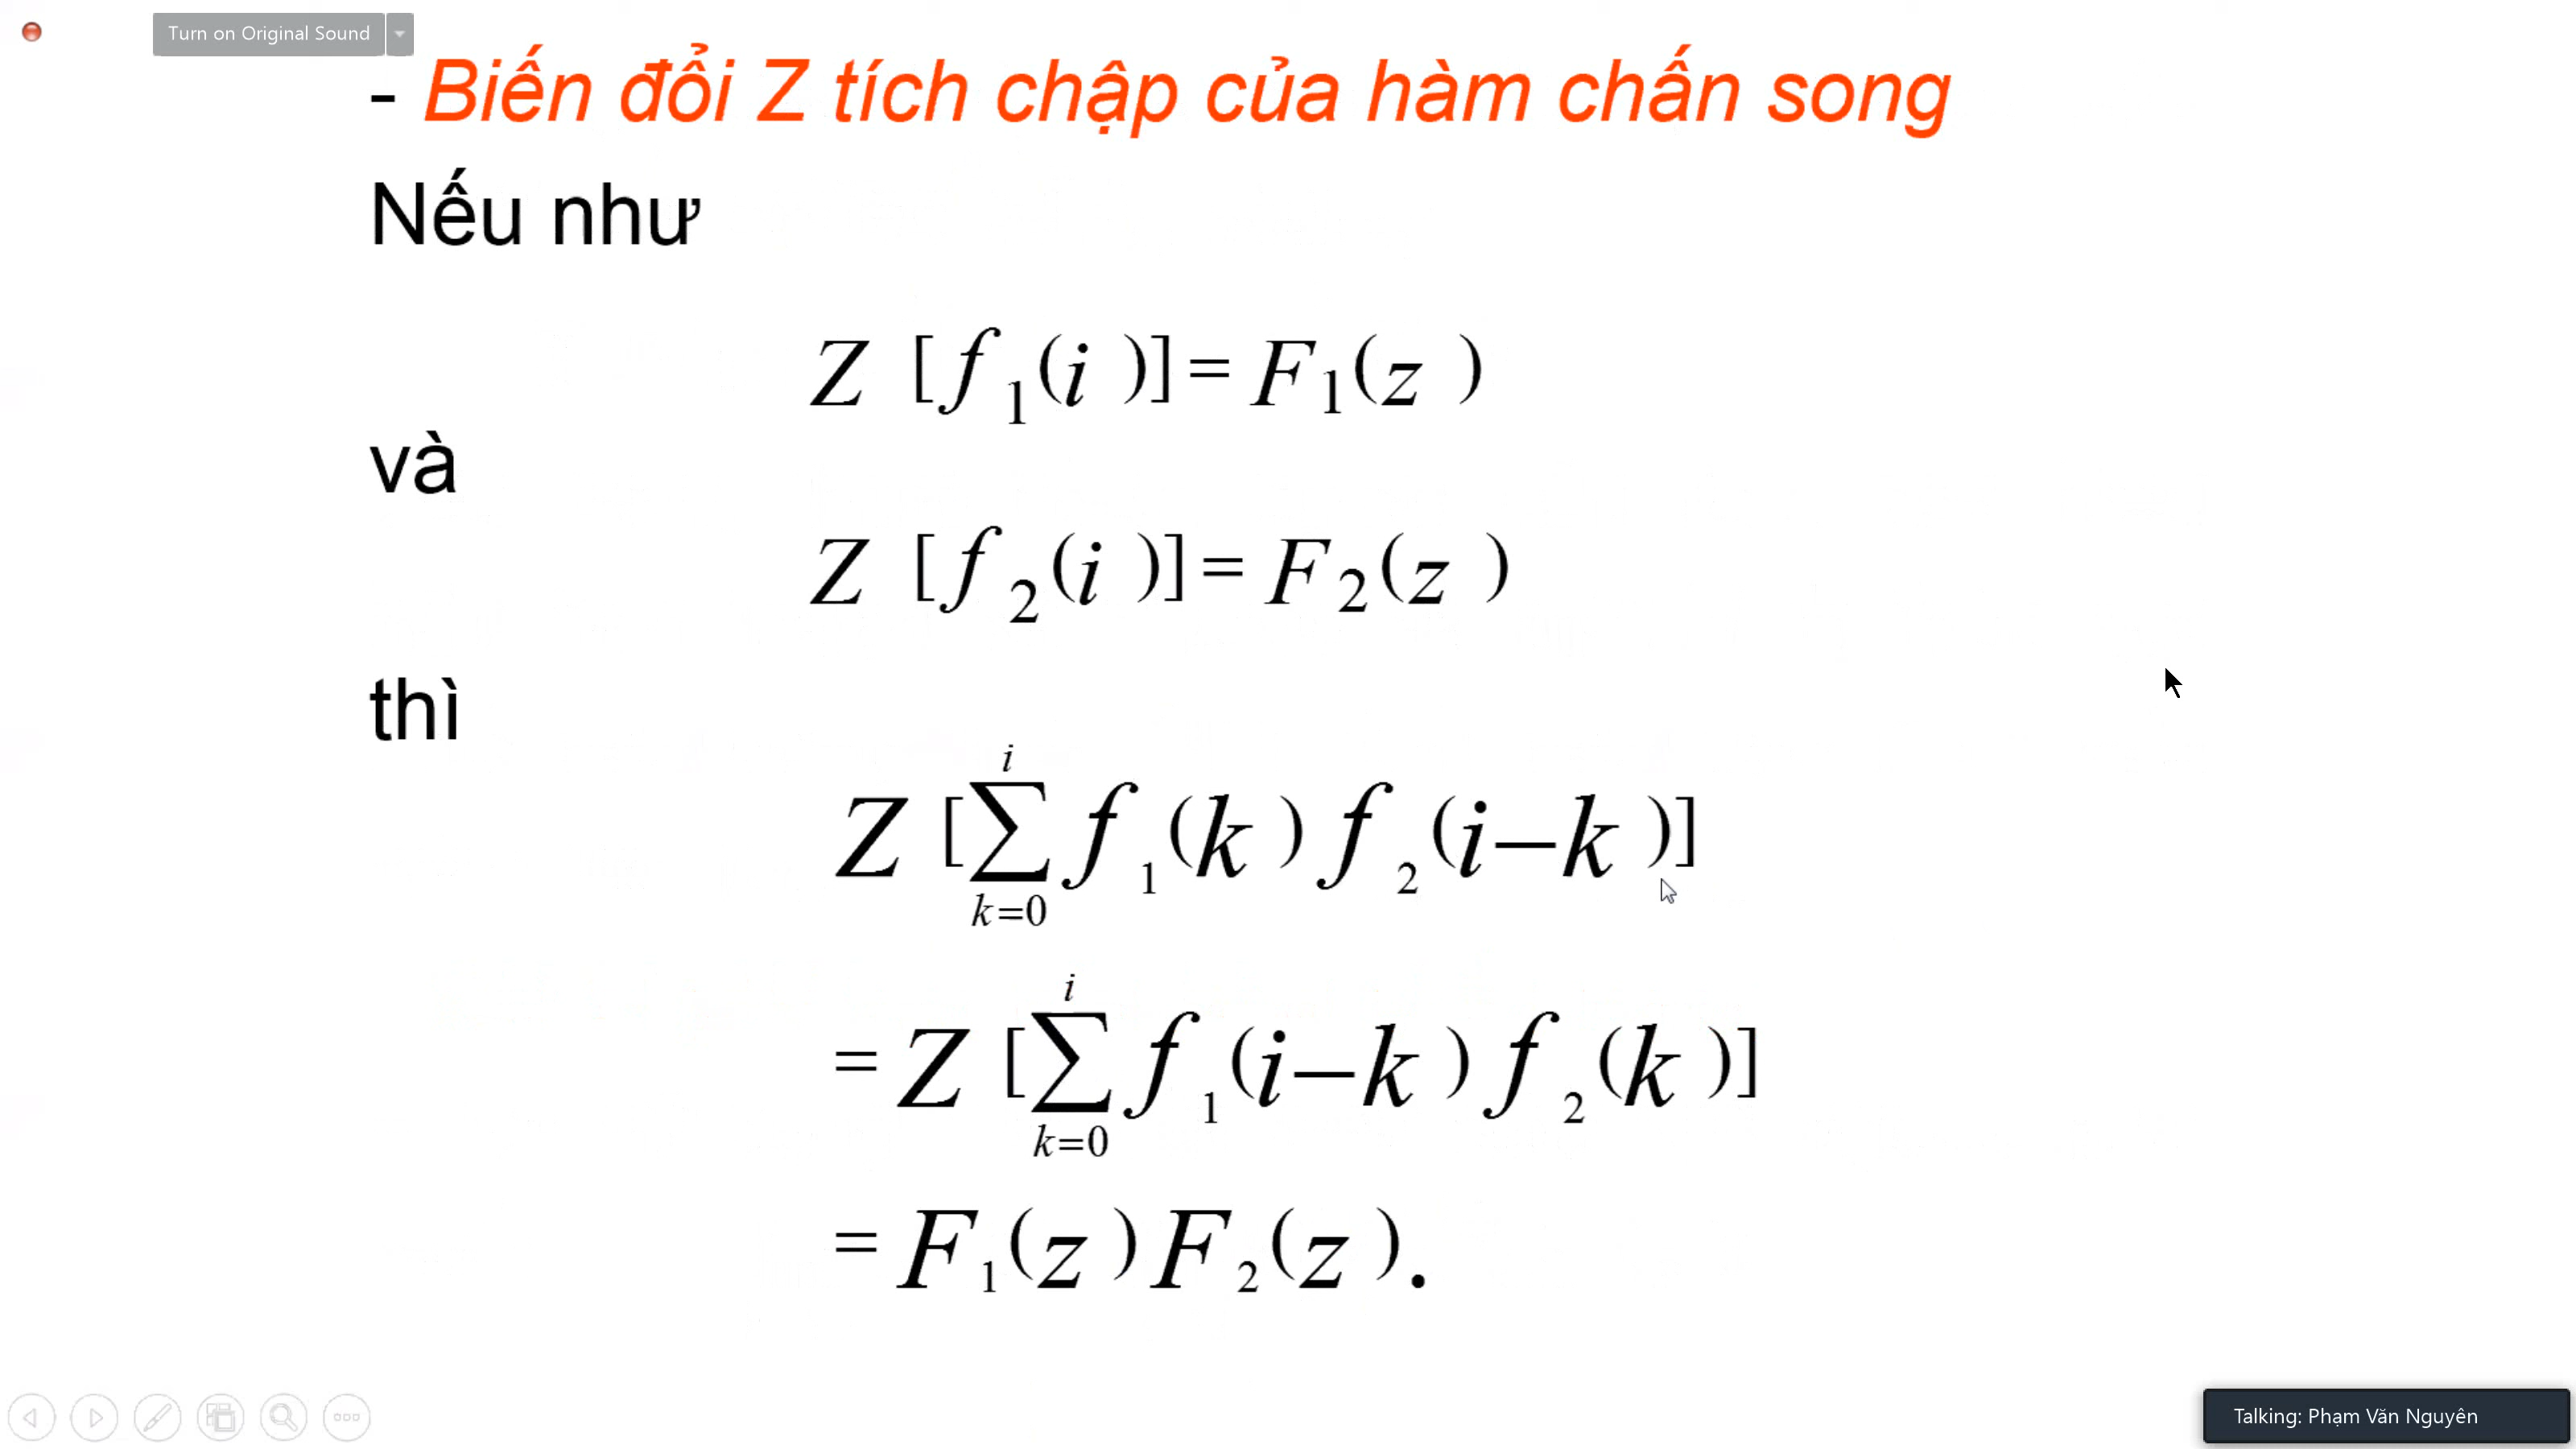 Turn on Original Sound
- Biến đổi Z tích chập của hàm chấn song
Nếu như
Z [f₁(i)] = F₁(z)
và
Z [f₂(i)] = F₂(z)
thì
Z [∑_{k=0}^{i} f₁(k) f₂(i–k)]
= Z [∑_{k=0}^{i} f₁(i–k) f₂(k)]
= F₁(z) F₂(z).
Talking: Phạm Văn Nguyên